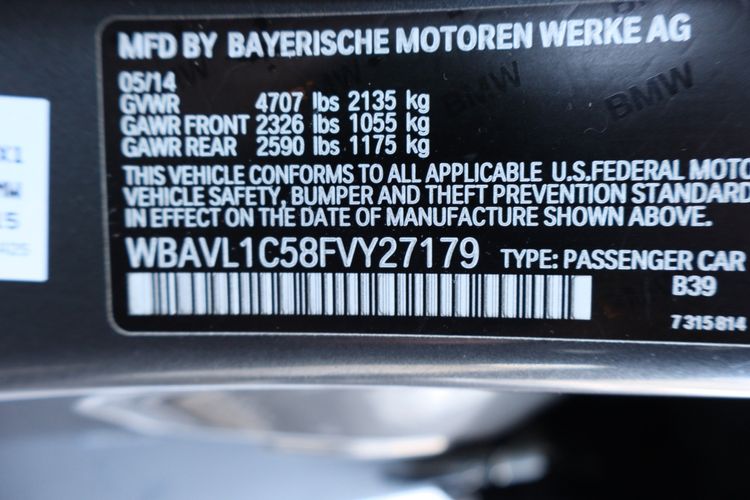 MFD BY BAYERISCHE MOTOREN WERKE AG
05/14
GVWR 4707 lbs 2135 kg
GAWR FRONT 2326 lbs 1055 kg
GAWR REAR 2590 lbs 1175 kg
THIS VEHICLE CONFORMS TO ALL APPLICABLE U.S.FEDERAL MOTO
VEHICLE SAFETY, BUMPER AND THEFT PREVENTION STANDARD
IN EFFECT ON THE DATE OF MANUFACTURE SHOWN ABOVE.
WBAVL1C58FVY27179 TYPE: PASSENGER CAR
B39
7315814
BMW
BMW
X1
MW